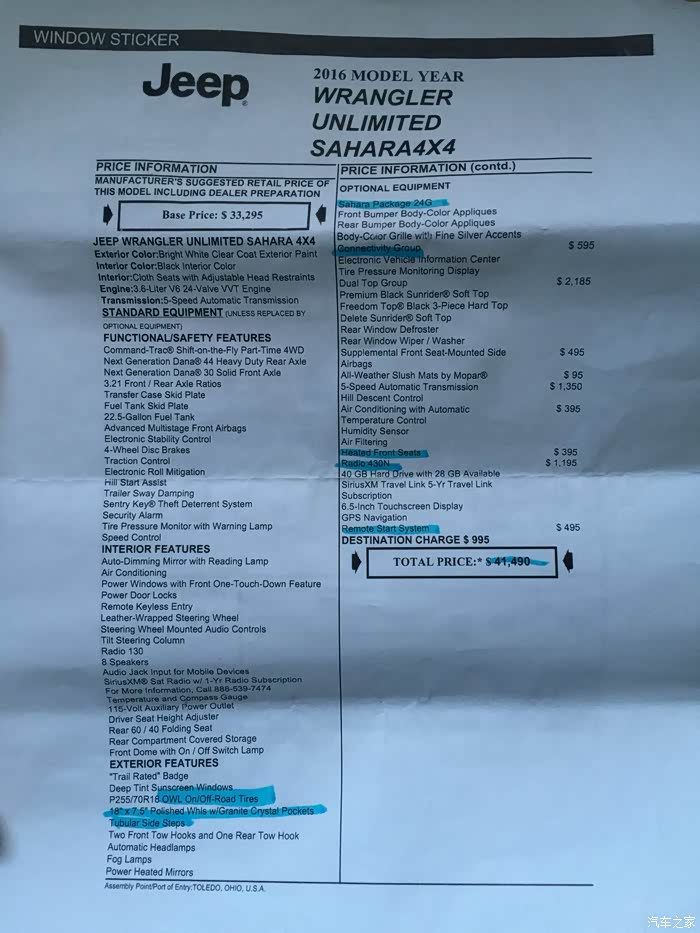 WINDOW STICKER
Jeep®
2016 MODEL YEAR
WRANGLER
UNLIMITED
SAHARA4X4
PRICE INFORMATION
MANUFACTURER'S SUGGESTED RETAIL PRICE OF
THIS MODEL INCLUDING DEALER PREPARATION
Base Price: $ 33,295
JEEP WRANGLER UNLIMITED SAHARA 4X4
Exterior Color:Bright White Clear Coat Exterior Paint
Interior Color:Black Interior Color
Interior:Cloth Seats with Adjustable Head Restraints
Engine:3.6-Liter V6 24-Valve VVT Engine
Transmission:5-Speed Automatic Transmission
STANDARD EQUIPMENT (UNLESS REPLACED BY
OPTIONAL EQUIPMENT)
FUNCTIONAL/SAFETY FEATURES
Command-Trac® Shift-on-the-Fly Part-Time 4WD
Next Generation Dana® 44 Heavy Duty Rear Axle
Next Generation Dana® 30 Solid Front Axle
3.21 Front / Rear Axle Ratios
Transfer Case Skid Plate
Fuel Tank Skid Plate
22.5-Gallon Fuel Tank
Advanced Multistage Front Airbags
Electronic Stability Control
4-Wheel Disc Brakes
Traction Control
Electronic Roll Mitigation
Hill Start Assist
Trailer Sway Damping
Sentry Key® Theft Deterrent System
Security Alarm
Tire Pressure Monitor with Warning Lamp
Speed Control
INTERIOR FEATURES
Auto-Dimming Mirror with Reading Lamp
Air Conditioning
Power Windows with Front One-Touch-Down Feature
Power Door Locks
Remote Keyless Entry
Leather-Wrapped Steering Wheel
Steering Wheel Mounted Audio Controls
Tilt Steering Column
Radio 130
8 Speakers
Audio Jack Input for Mobile Devices
SiriusXM® Sat Radio w/ 1-Yr Radio Subscription
For More Information, Call 888-539-7474
Temperature and Compass Gauge
115-Volt Auxiliary Power Outlet
Driver Seat Height Adjuster
Rear 60 / 40 Folding Seat
Rear Compartment Covered Storage
Front Dome with On / Off Switch Lamp
EXTERIOR FEATURES
"Trail Rated" Badge
Deep Tint Sunscreen Windows
P255/70R18 OWL On/Off-Road Tires
18" x 7.5" Polished Whls w/Granite Crystal Pockets
Tubular Side Steps
Two Front Tow Hooks and One Rear Tow Hook
Automatic Headlamps
Fog Lamps
Power Heated Mirrors
Assembly Point/Port of Entry:TOLEDO, OHIO, U.S.A.
PRICE INFORMATION (contd.)
OPTIONAL EQUIPMENT
Sahara Package 24G
Front Bumper Body-Color Appliques
Rear Bumper Body-Color Appliques
Body-Color Grille with Fine Silver Accents
Connectivity Group $ 595
Electronic Vehicle Information Center
Tire Pressure Monitoring Display
Dual Top Group $ 2,185
Premium Black Sunrider® Soft Top
Freedom Top® Black 3-Piece Hard Top
Delete Sunrider® Soft Top
Rear Window Defroster
Rear Window Wiper / Washer
Supplemental Front Seat-Mounted Side $ 495
Airbags
All-Weather Slush Mats by Mopar® $ 95
5-Speed Automatic Transmission $ 1,350
Hill Descent Control
Air Conditioning with Automatic $ 395
Temperature Control
Humidity Sensor
Air Filtering
Heated Front Seats $ 395
Radio 430N $ 1,195
40 GB Hard Drive with 28 GB Available
SiriusXM Travel Link 5-Yr Travel Link
Subscription
6.5-Inch Touchscreen Display
GPS Navigation
Remote Start System $ 495
DESTINATION CHARGE $ 995
TOTAL PRICE:* $ 41,490
汽车之家